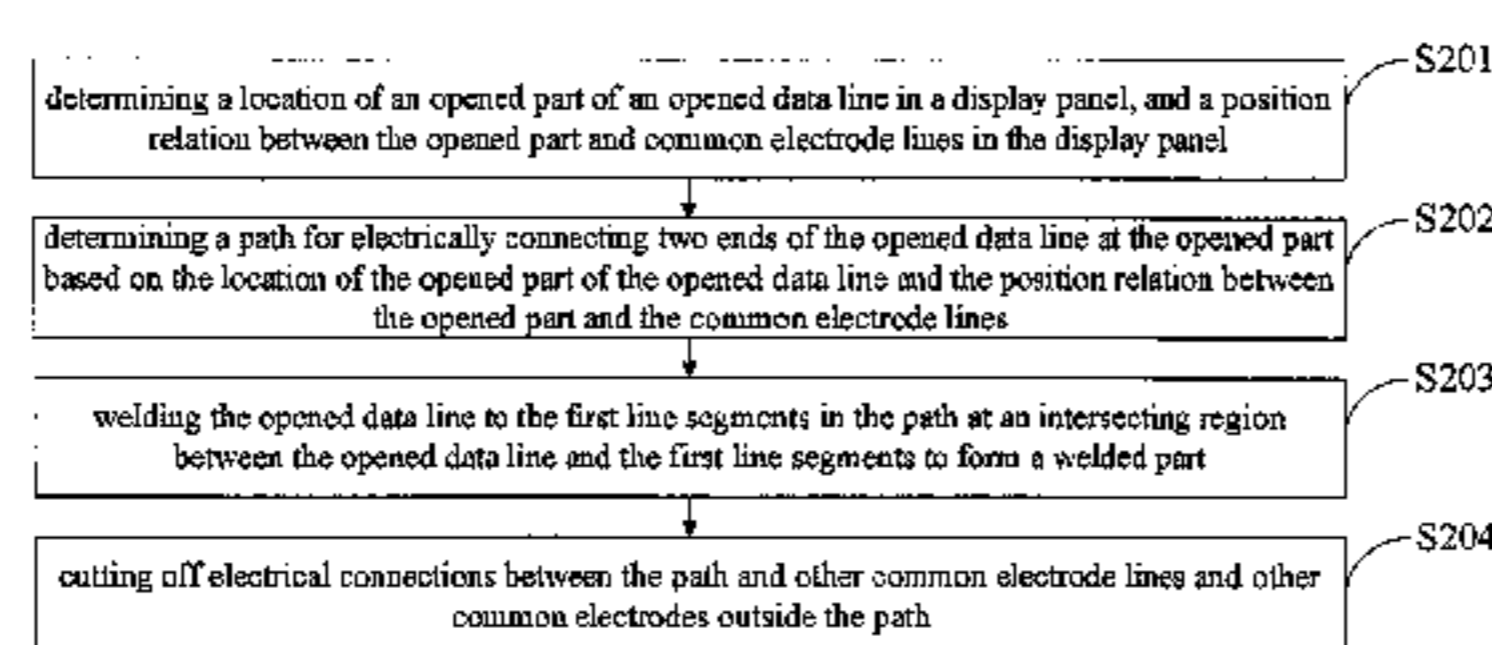 S201
determining a location of an opened part of an opened data line in a display panel, and a position
relation between the opened part and common electrode lines in the display panel
S202
determining a path for electrically connecting two ends of the opened data line at the opened part
based on the location of the opened part of the opened data line and the position relation between
the opened part and the common electrode lines
S203
welding the opened data line to the first line segments in the path at an intersecting region
between the opened data line and the first line segments to form a welded part
S204
cutting off electrical connections between the path and other common electrode lines and other
common electrodes outside the path